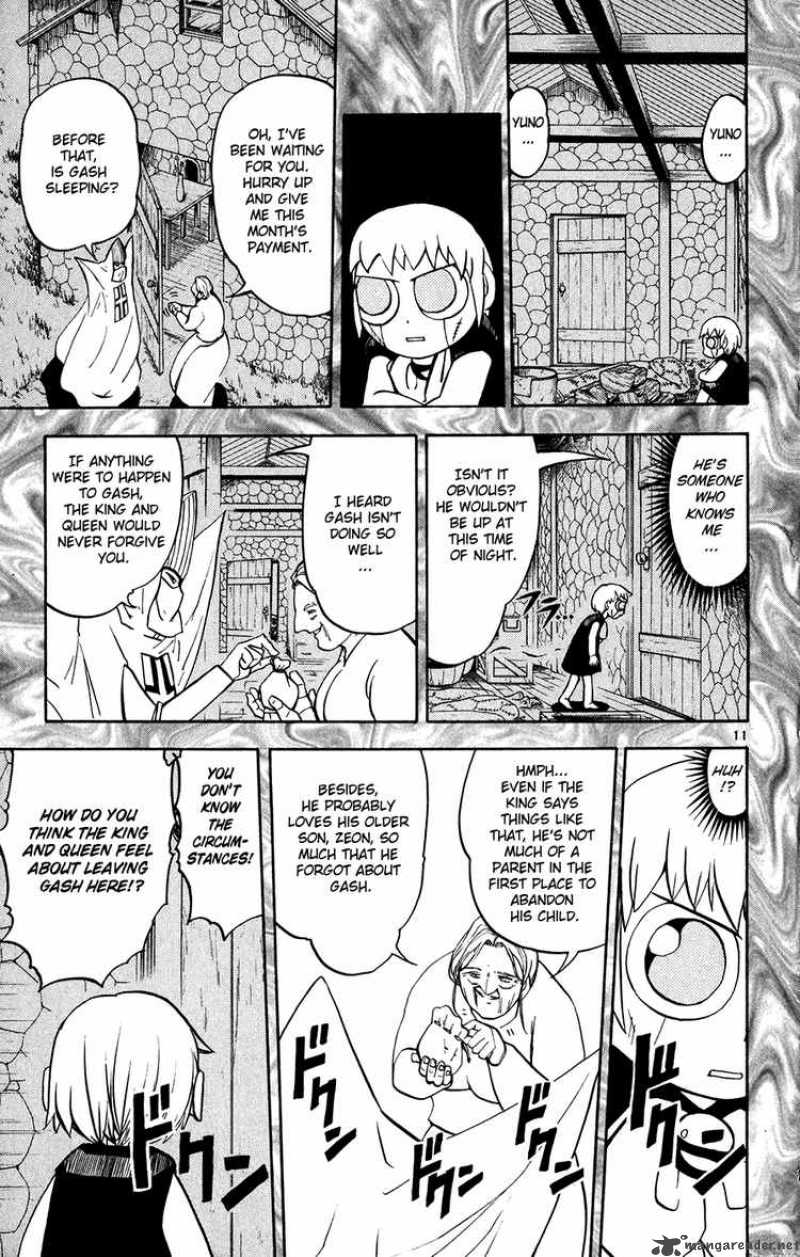 YUNO
...
YUNO
...
OH, I'VE
BEEN WAITING
FOR YOU.
HURRY UP
AND GIVE
ME THIS
MONTH'S
PAYMENT.
BEFORE
THAT,
IS GASH
SLEEPING?
HE'S
SOMEONE
WHO
KNOWS
ME...
ISN'T IT
OBVIOUS?
HE WOULDN'T
BE UP AT
THIS TIME
OF NIGHT.
フラ...
I HEARD
GASH ISN'T
DOING SO
WELL
...
IF ANYTHING
WERE TO HAPPEN
TO GASH,
THE KING AND
QUEEN WOULD
NEVER FORGIVE
YOU.
11
HUH
!?
ドクン
HMPH...
EVEN IF THE
KING SAYS
THINGS LIKE
THAT, HE'S NOT
MUCH OF A
PARENT IN THE
FIRST PLACE TO
ABANDON
HIS CHILD.
BESIDES,
HE PROBABLY
LOVES HIS OLDER
SON, ZEON, SO
MUCH THAT HE
FORGOT ABOUT
GASH.
ドクン
ドクン
YOU
DON'T
KNOW
THE
CIRCUM-
STANCES!
HOW DO YOU
THINK THE KING
AND QUEEN FEEL
ABOUT LEAVING
GASH HERE!?
ドクン
mangareader.net